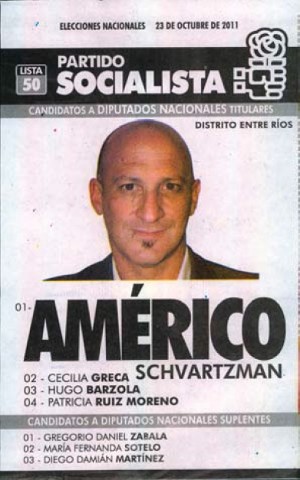 ELECCIONES NACIONALES 23 DE OCTUBRE DE 2011
LISTA
50
PARTIDO
SOCIALISTA
CANDIDATOS A DIPUTADOS NACIONALES TITULARES
DISTRITO ENTRE RÍOS
01- AMÉRICO
SCHVARTZMAN
02 - CECILIA GRECA
03 - HUGO BARZOLA
04 - PATRICIA RUIZ MORENO
CANDIDATOS A DIPUTADOS NACIONALES SUPLENTES
01 - GREGORIO DANIEL ZABALA
02 - MARÍA FERNANDA SOTELO
03 - DIEGO DAMIÁN MARTÍNEZ